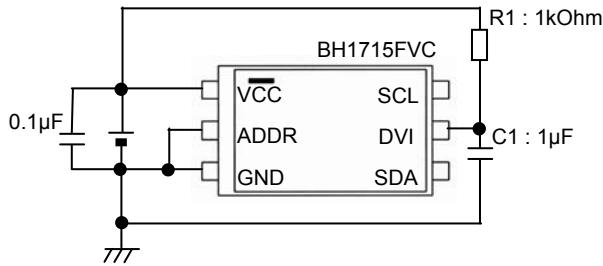 R1 : 1kOhm
BH1715FVC
VCC SCL
0.1µF
ADDR DVI
C1 : 1µF
GND SDA